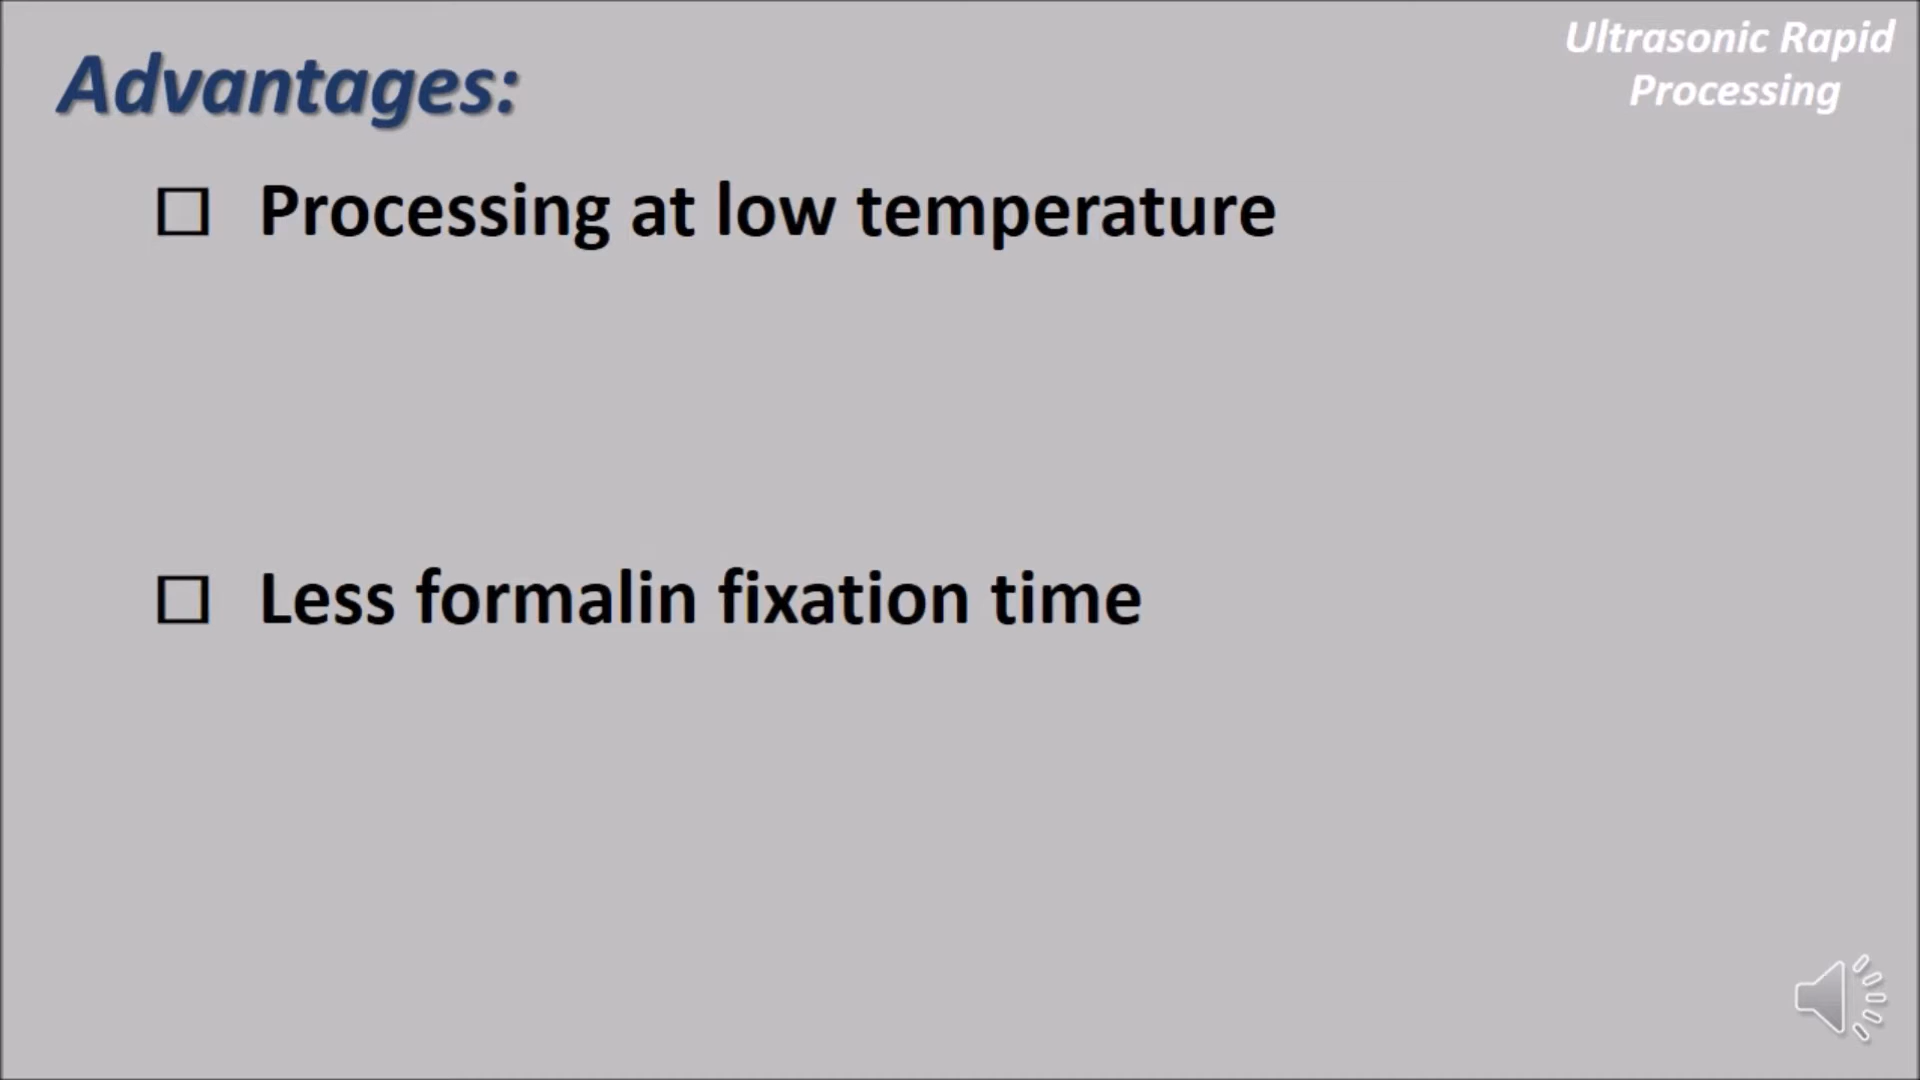 Ultrasonic Rapid
Processing
Advantages:
Processing at low temperature
Less formalin fixation time